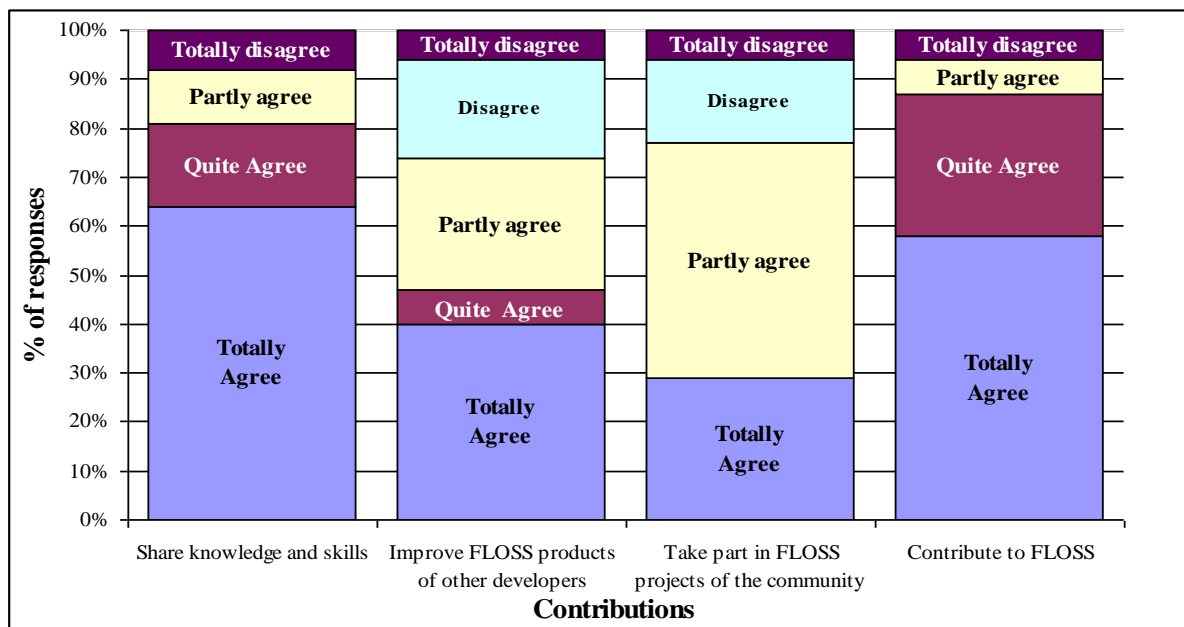 100%
90%
80%
70%
60%
50%
40%
30%
20%
10%
0%
% of responses
Totally disagree
Partly agree
Quite Agree
Totally
Agree
Totally disagree
Disagree
Partly agree
Quite Agree
Totally
Agree
Totally disagree
Disagree
Partly agree
Totally
Agree
Totally disagree
Partly agree
Quite Agree
Totally
Agree
Share knowledge and skills
Improve FLOSS products
of other developers
Take part in FLOSS
projects of the community
Contribute to FLOSS
Contributions